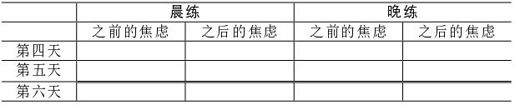 晨练 晚练
之前的焦虑 之后的焦虑 之前的焦虑 之后的焦虑
第四天
第五天
第六天